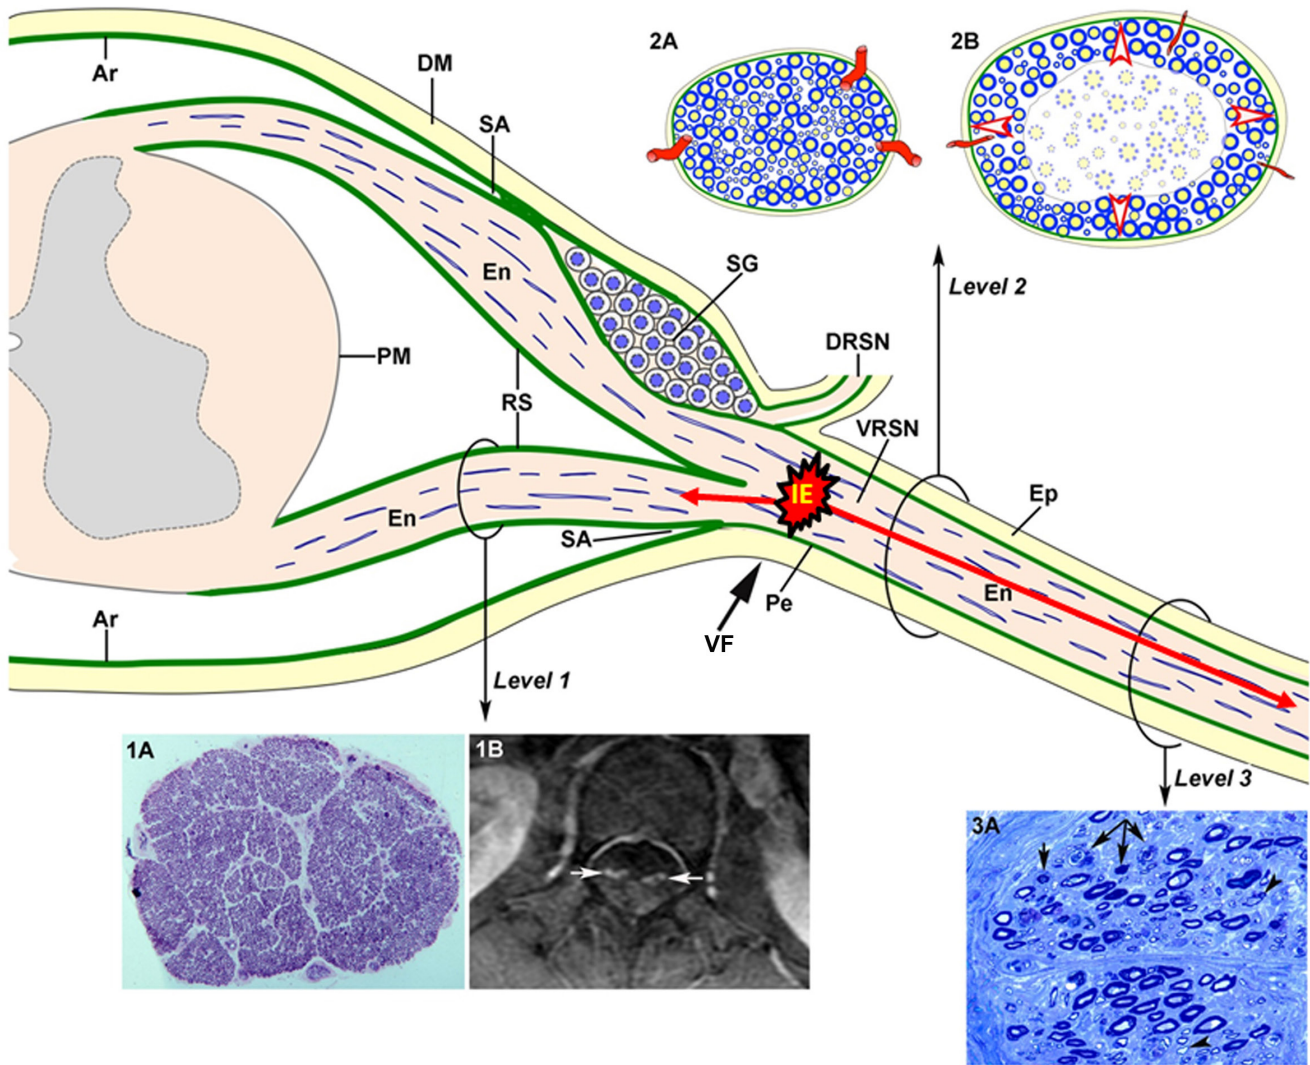 2A
2B
DM
Ar
SA
SG
En
Level 2
DRSN
PM
RS
VRSN
IE
Ep
En
SA
En
Pe
Ar
VF
Level 1
Level 3
1A
1B
3A